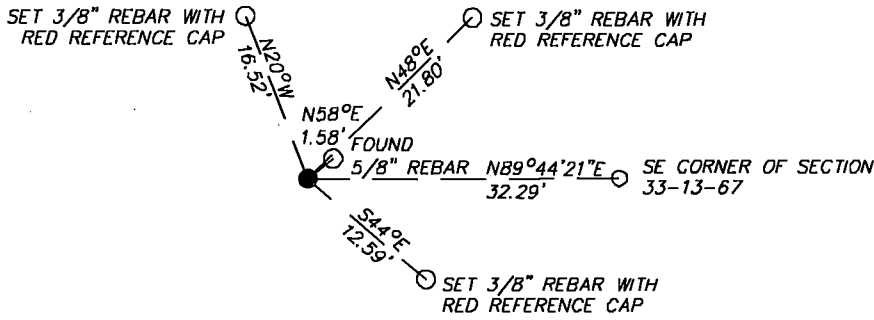 SET 3/8" REBAR WITH
RED REFERENCE CAP
SET 3/8" REBAR WITH
RED REFERENCE CAP
N20°W
16.52'
N48°E
21.80'
N58°E
1.58'
FOUND
5/8" REBAR
N89°44'21"E
32.29'
SE CORNER OF SECTION
33-13-67
S44°E
12.59'
SET 3/8" REBAR WITH
RED REFERENCE CAP